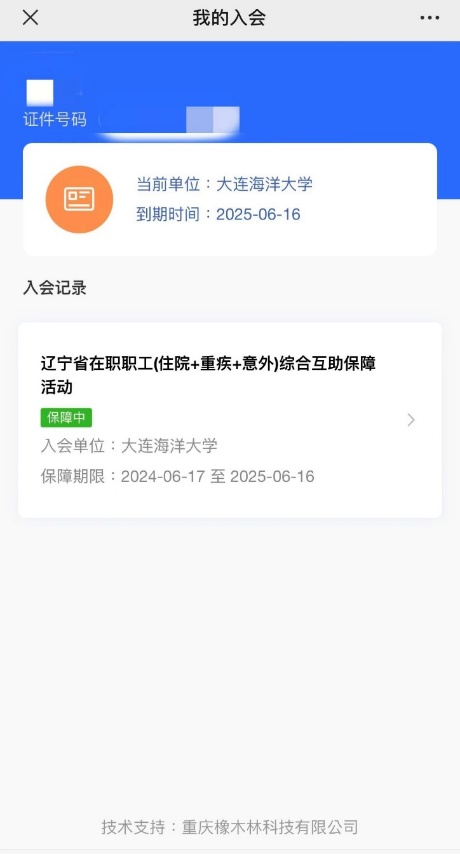 我的入会
证件号码
当前单位：大连海洋大学
到期时间：2025-06-16
入会记录
辽宁省在职职工(住院+重疾+意外)综合互助保障
活动
保障中
入会单位：大连海洋大学
保障期限：2024-06-17 至 2025-06-16
技术支持：重庆橡木林科技有限公司